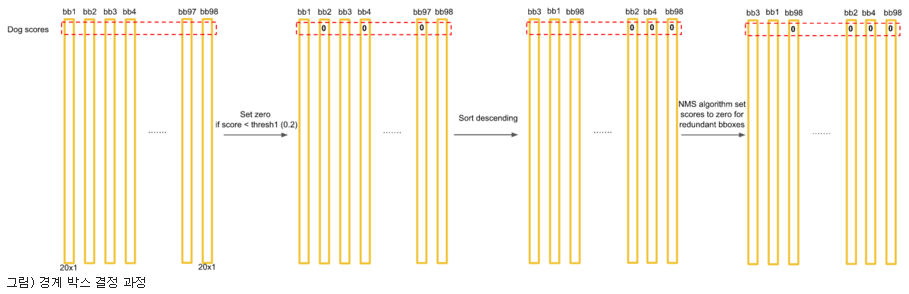 bb1 bb2 bb3 bb4 bb97 bb98
bb1 bb2 bb3 bb4 bb97 bb98
bb3 bb1 bb98 bb2 bb4 bb98
bb3 bb1 bb98 bb2 bb4 bb98
Dog scores
0 0 0
0 0 0
0 0 0 0
Set zero
if score < thresh1 (0.2)
Sort descending
NMS algorithm set
scores to zero for
redundant bboxes
.......
.......
.......
.......
20x1 20x1
그림) 경계 박스 결정 과정